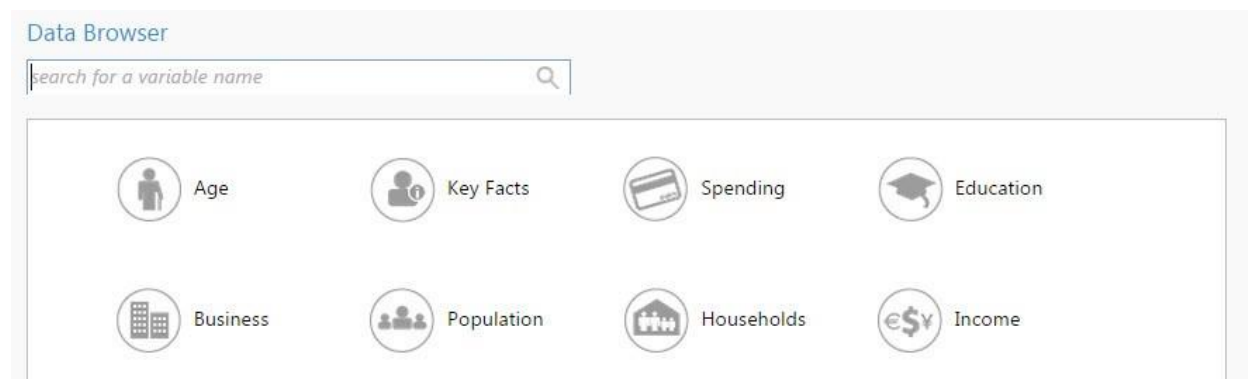 Data Browser
search for a variable name
Age Key Facts Spending Education
Business Population Households Income